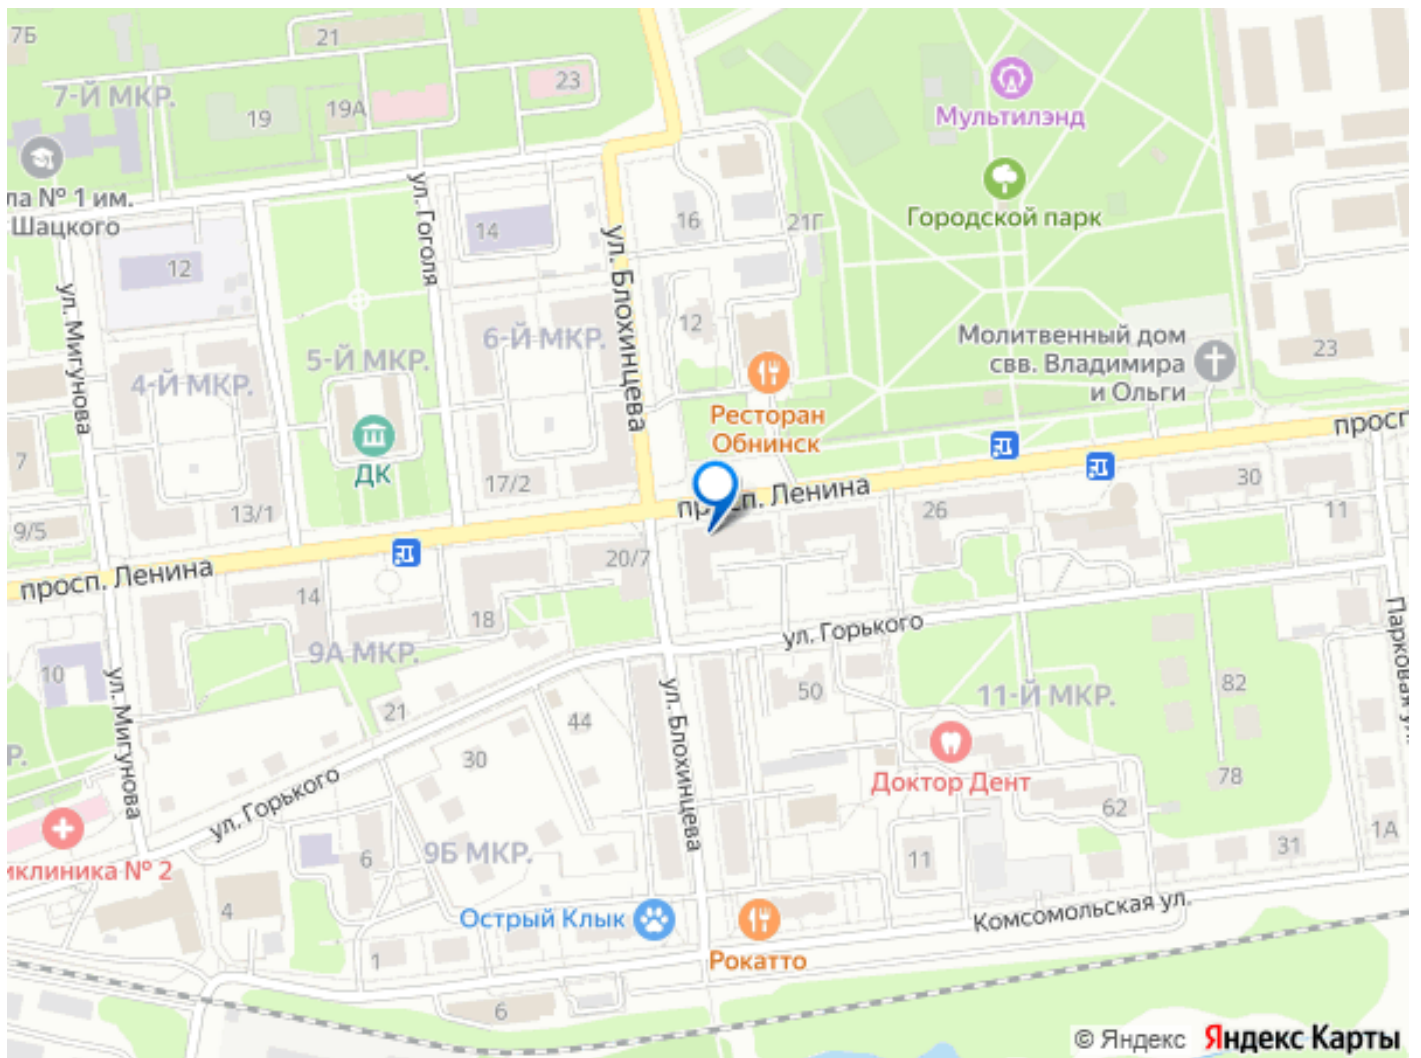 7Б
21
23
7-Й МКР.
19А
19
Мультилэнд
ла № 1 им.
Шацкого
ул. Гоголя
14
16
21Г
Городской парк
12
ул. Блохинцева
ул. Мигунова
6-Й МКР.
12
5-Й МКР.
4-Й МКР.
Молитвенный дом
свв. Владимира
и Ольги
23
Ресторан
Обнинск
просп
7
ДК
17/2
13/1
9/5
просп. Ленина
26
30
11
20/7
просп. Ленина
14
18
ул. Горького
9А МКР.
10
ул. Мигунова
21
44
ул. Блохинцева
50
11-Й МКР.
82
Парковая ул.
30
Доктор Дент
78
ул. Горького
62
1А
иклиника № 2
6
9Б МКР.
11
31
4
Острый Клык
Комсомольская ул.
1
Рокатто
6
© Яндекс Яндекс Карты